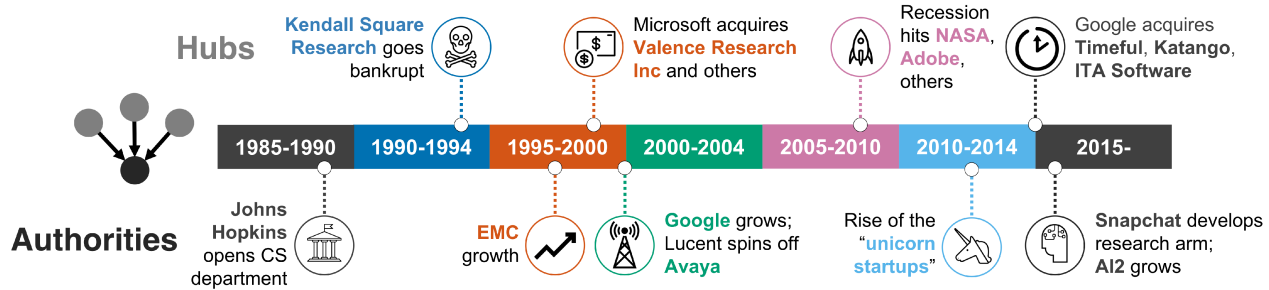 Hubs
Kendall Square
Research goes
bankrupt
Microsoft acquires
Valence Research
Inc and others
Recession
hits NASA,
Adobe,
others
Google acquires
Timeful, Katango,
ITA Software
$
$
1985-1990
1990-1994
1995-2000
2000-2004
2005-2010
2010-2014
2015-
Authorities
Johns
Hopkins
opens CS
department
EMC
growth
Google grows;
Lucent spins off
Avaya
Rise of the
“unicorn
startups”
Snapchat develops
research arm;
AI2 grows